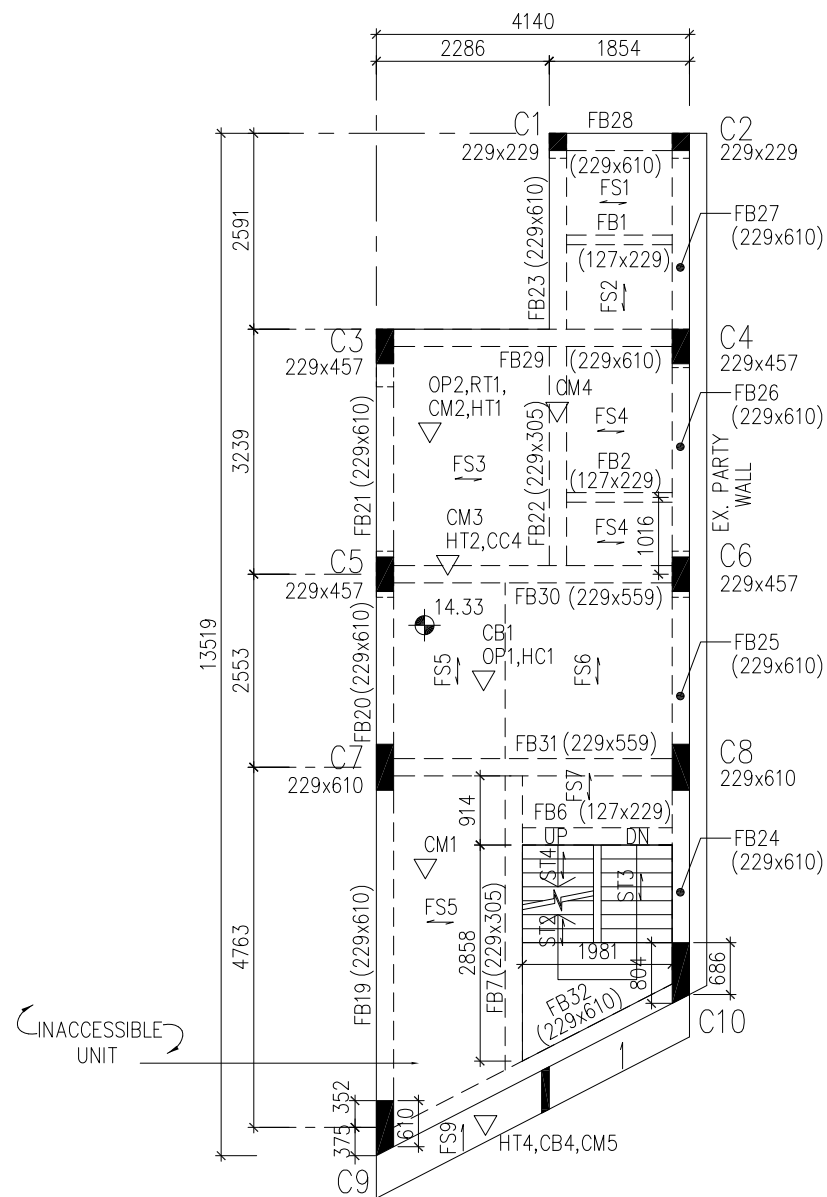 4140
2286
1854
C1
FB28
C2
229x229
(229x610)
229x229
FS1
FB1
FB27
(229x610)
(127x229)
2591
FB23 (229x610)
FS2
C3
C4
229x457
FB29
(229x610)
229x457
OP2,RT1,
CM2,HT1
CM4
FB26
(229x610)
FS4
3239
FB21 (229x610)
FS3
FB22 (229x305)
FB2
(127x229)
EX. PARTY
WALL
CM3
HT2,CC4
FS4
1016
C5
C6
229x457
FB30 (229x559)
229x457
14.33
13519
2553
FB20 (229x610)
CB1
OP1,HC1
FS5
FS6
FB25
(229x610)
C7
FB31 (229x559)
C8
229x610
229x610
914
FS7
FB6 (127x229)
UP
DN
FB24
(229x610)
CM1
ST4
ST3
FS5
4763
FB19 (229x610)
2858
FB7 (229x305)
ST2
1981
804
686
FB32
(229x610)
C10
INACCESSIBLE
UNIT
352
375
610
FS9
HT4,CB4,CM5
C9